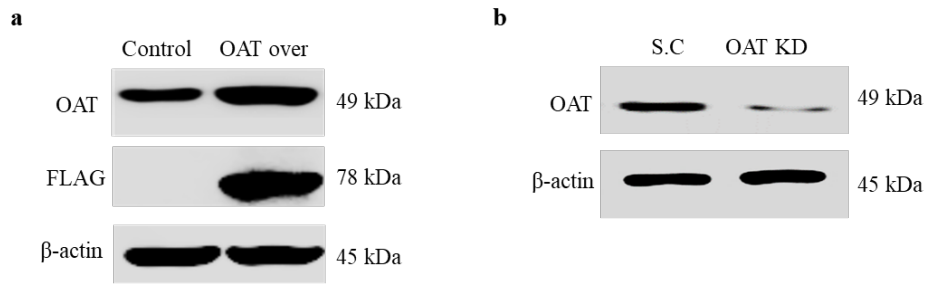 a
Control OAT over
OAT 49 kDa
FLAG 78 kDa
β-actin 45 kDa
b
S.C OAT KD
OAT 49 kDa
β-actin 45 kDa